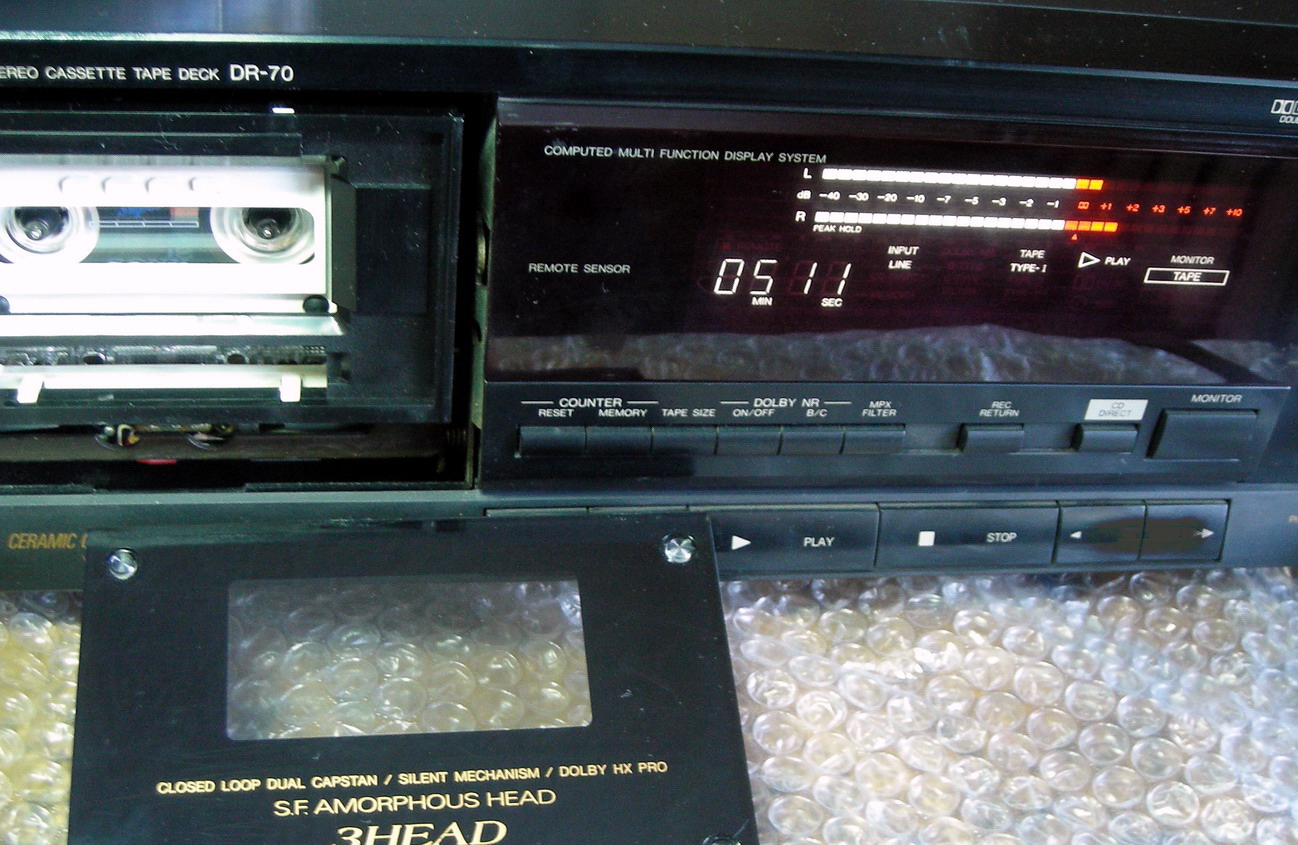 EREO CASSETTE TAPE DECK DR-70
COMPUTED MULTI FUNCTION DISPLAY SYSTEM
L
dB -40 -30 -20 -10 -7 -5 -3 -2 -1 +1 +2 +3 +5 +7 +10
R
PEAK HOLD
INPUT
LINE
TAPE
TYPE-I
PLAY
MONITOR
TAPE
REMOTE SENSOR
05 11
MIN SEC
COUNTER
RESET MEMORY
TAPE SIZE
DOLBY NR
ON/OFF B/C
MPX
FILTER
REC
RETURN
CD
DIRECT
MONITOR
CERAMIC
PLAY
STOP
CLOSED LOOP DUAL CAPSTAN / SILENT MECHANISM / DOLBY HX PRO
S.F. AMORPHOUS HEAD
3HEAD